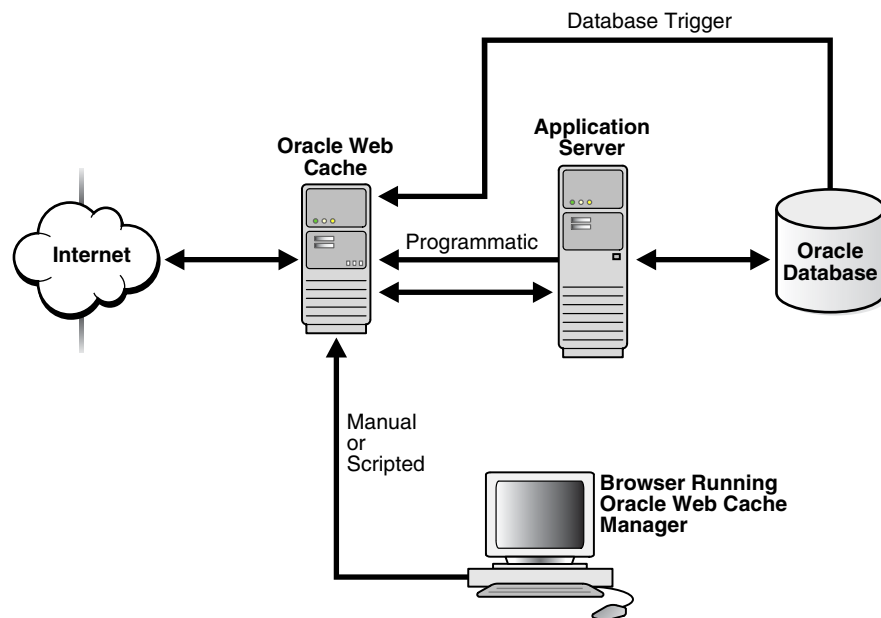 Database Trigger
Application
Server
Oracle Web
Cache
Internet
Programmatic
Oracle
Database
Manual
or
Scripted
Browser Running
Oracle Web Cache
Manager